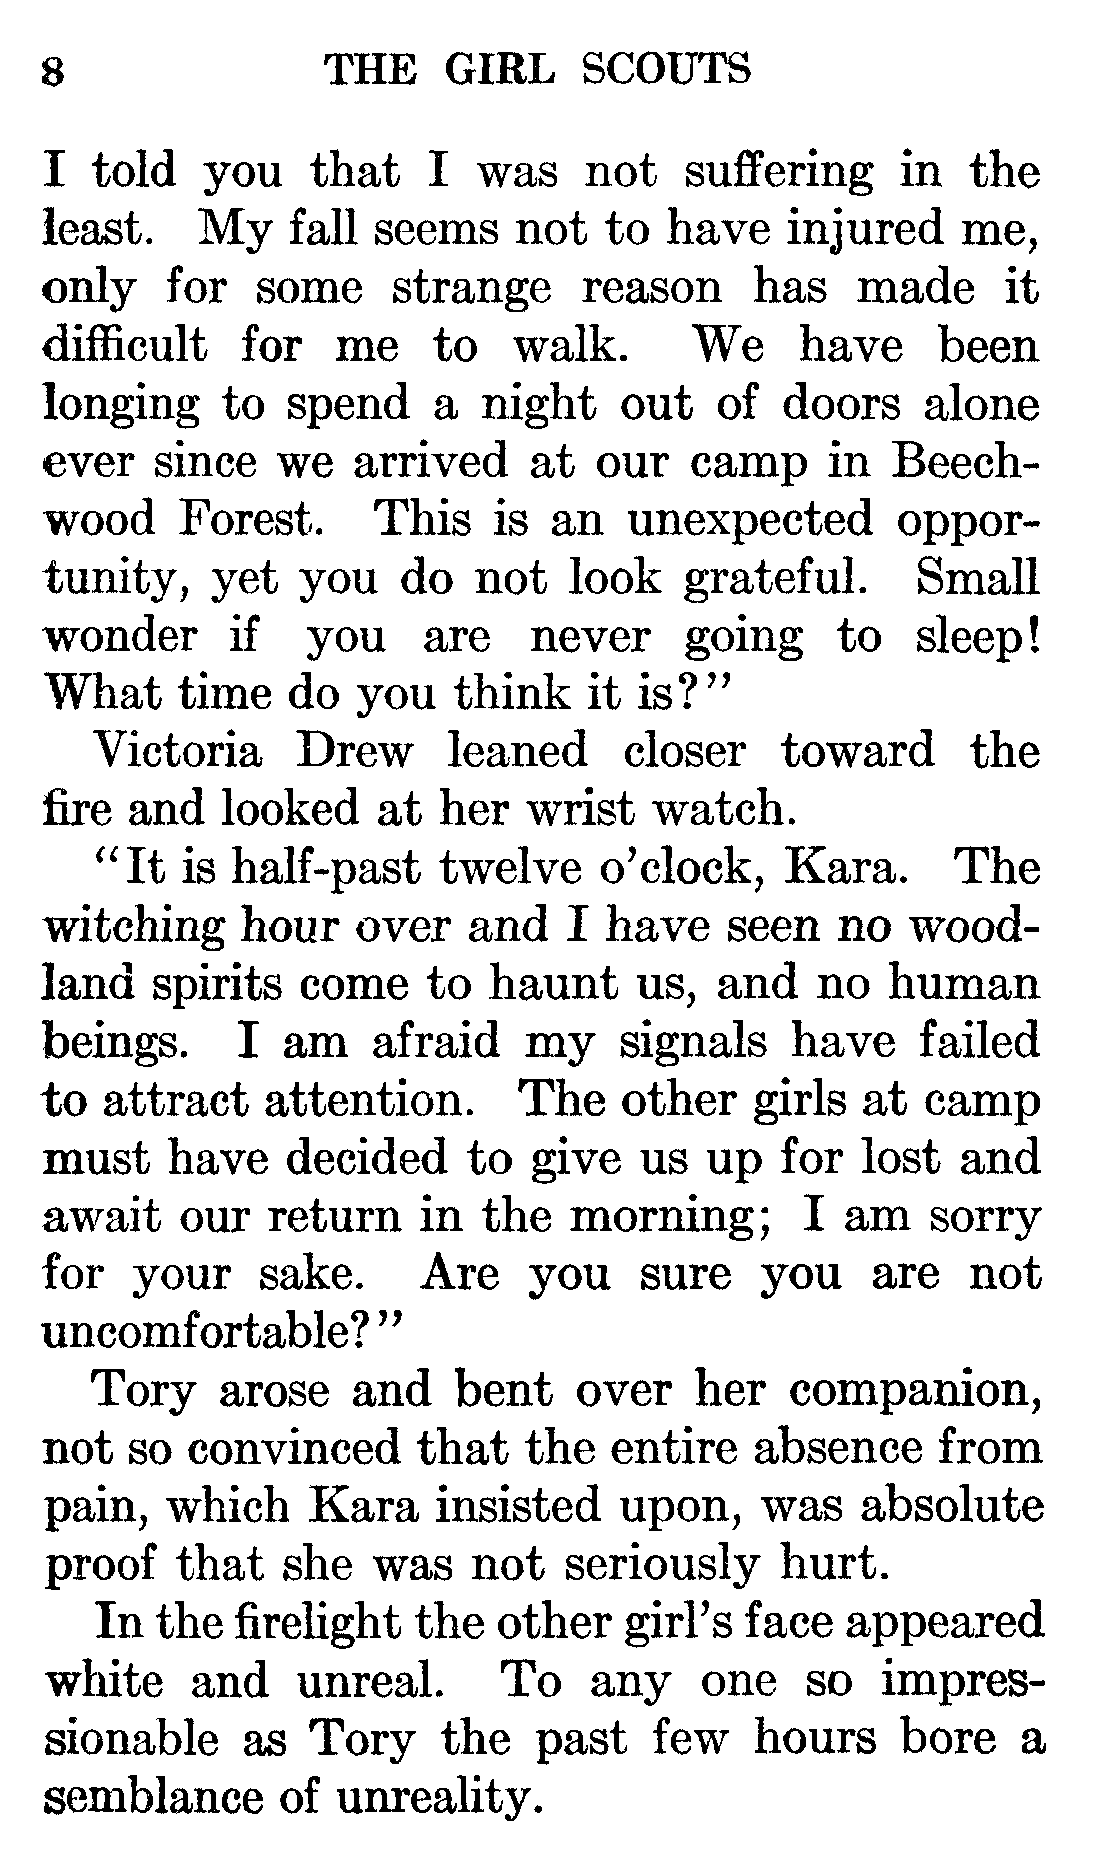 8 THE GIRL SCOUTS
I told you that I was not suffering in the
least. My fall seems not to have injured me,
only for some strange reason has made it
difficult for me to walk. We have been
longing to spend a night out of doors alone
ever since we arrived at our camp in Beech-
wood Forest. This is an unexpected oppor-
tunity, yet you do not look grateful. Small
wonder if you are never going to sleep!
What time do you think it is?”
Victoria Drew leaned closer toward the
fire and looked at her wrist watch.
“It is half-past twelve o’clock, Kara. The
witching hour over and I have seen no wood-
land spirits come to haunt us, and no human
beings. I am afraid my signals have failed
to attract attention. The other girls at camp
must have decided to give us up for lost and
await our return in the morning; I am sorry
for your sake. Are you sure you are not
uncomfortable?”
Tory arose and bent over her companion,
not so convinced that the entire absence from
pain, which Kara insisted upon, was absolute
proof that she was not seriously hurt.
In the firelight the other girl’s face appeared
white and unreal. To any one so impres-
sionable as Tory the past few hours bore a
semblance of unreality.